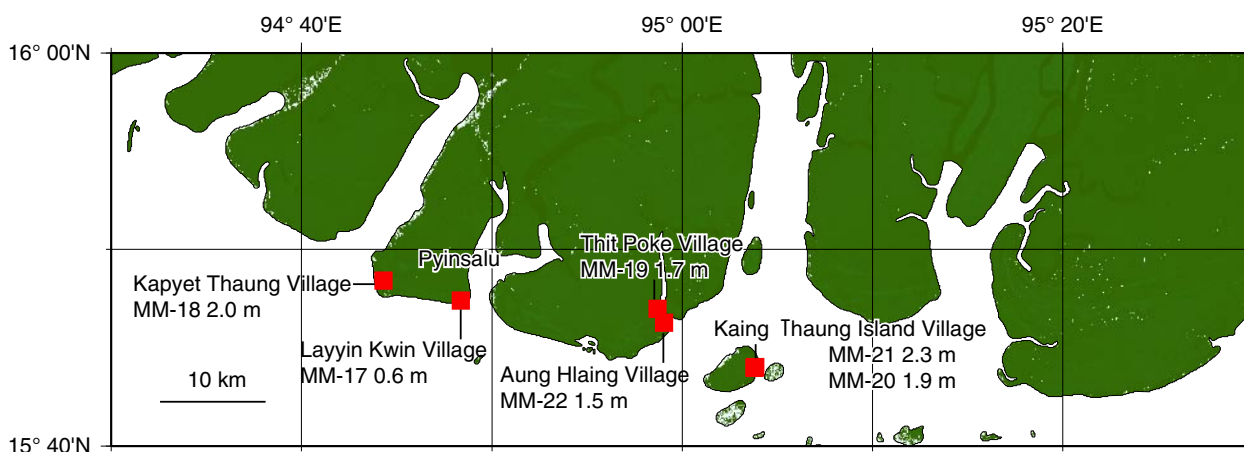 94° 40'E
95° 00'E
95° 20'E
16° 00'N
Thit Poke Village
MM-19 1.7 m
Pyinsalu
Kapyet Thaung Village
MM-18 2.0 m
Kaing Thaung Island Village
MM-21 2.3 m
MM-20 1.9 m
Layyin Kwin Village
MM-17 0.6 m
Aung Hlaing Village
MM-22 1.5 m
10 km
15° 40'N